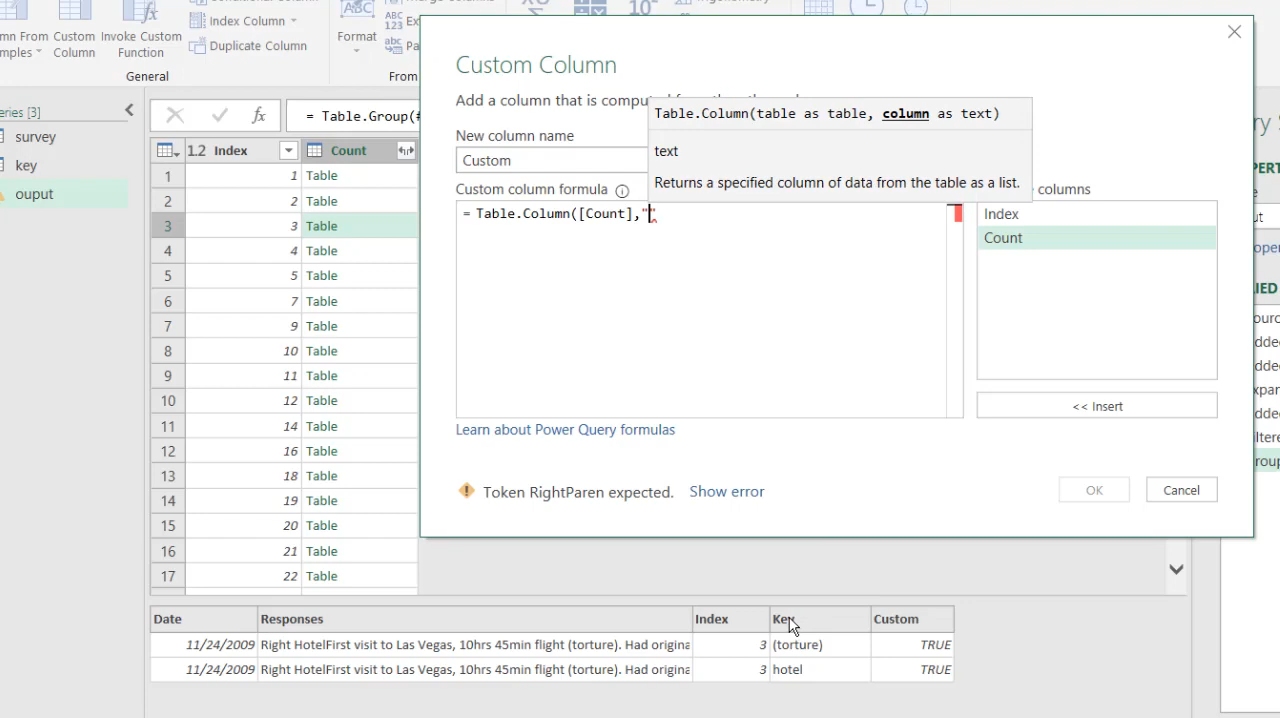 Index Column
Column From Custom Invoke Custom
Column Function
Duplicate Column
Format
ABC
ABC
123
abc
General
From
10
Queries [3]
survey
key
ouput
= Table.Group(
1.2 Index
Count
1 1 Table
2 2 Table
3 3 Table
4 4 Table
5 5 Table
6 7 Table
7 9 Table
8 10 Table
9 11 Table
10 12 Table
11 14 Table
12 16 Table
13 18 Table
14 19 Table
15 20 Table
16 21 Table
17 22 Table
Custom Column
Add a column that is compu
New column name
Custom
Custom column formula
Table.Column(table as table, column as text)
text
Returns a specified column of data from the table as a list.
columns
= Table.Column([Count],""
Index
Count
<< Insert
Learn about Power Query formulas
Token RightParen expected. Show error
OK
Cancel
Date Responses Index Key Custom
11/24/2009 Right HotelFirst visit to Las Vegas, 10hrs 45min flight (torture). Had origina 3 (torture) TRUE
11/24/2009 Right HotelFirst visit to Las Vegas, 10hrs 45min flight (torture). Had origina 3 hotel TRUE